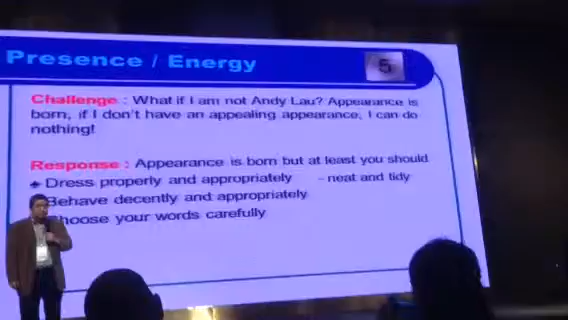 Presence / Energy
5
Challenge : What if I am not Andy Lau? Appearance is
born, if I don't have an appealing appearance, I can do
nothing!
Response : Appearance is born but at least you should
Dress properly and appropriately - neat and tidy
Behave decently and appropriately
Choose your words carefully